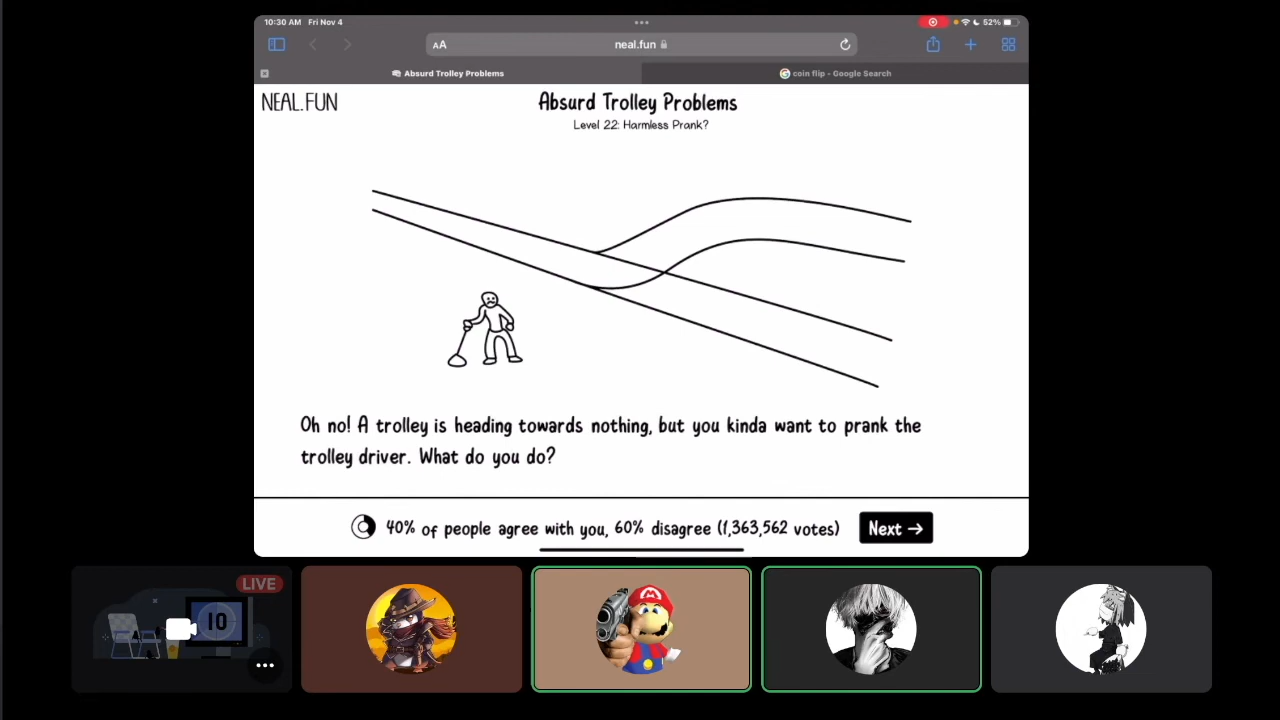 10:30 AM Fri Nov 4
52%
AA
neal.fun
Absurd Trolley Problems
coin flip - Google Search
NEAL.FUN
Absurd Trolley Problems
Level 22: Harmless Prank?
Oh no! A trolley is heading towards nothing, but you kinda want to prank the
trolley driver. What do you do?
40% of people agree with you, 60% disagree (1,363,562 votes)
Next →
LIVE
10
M